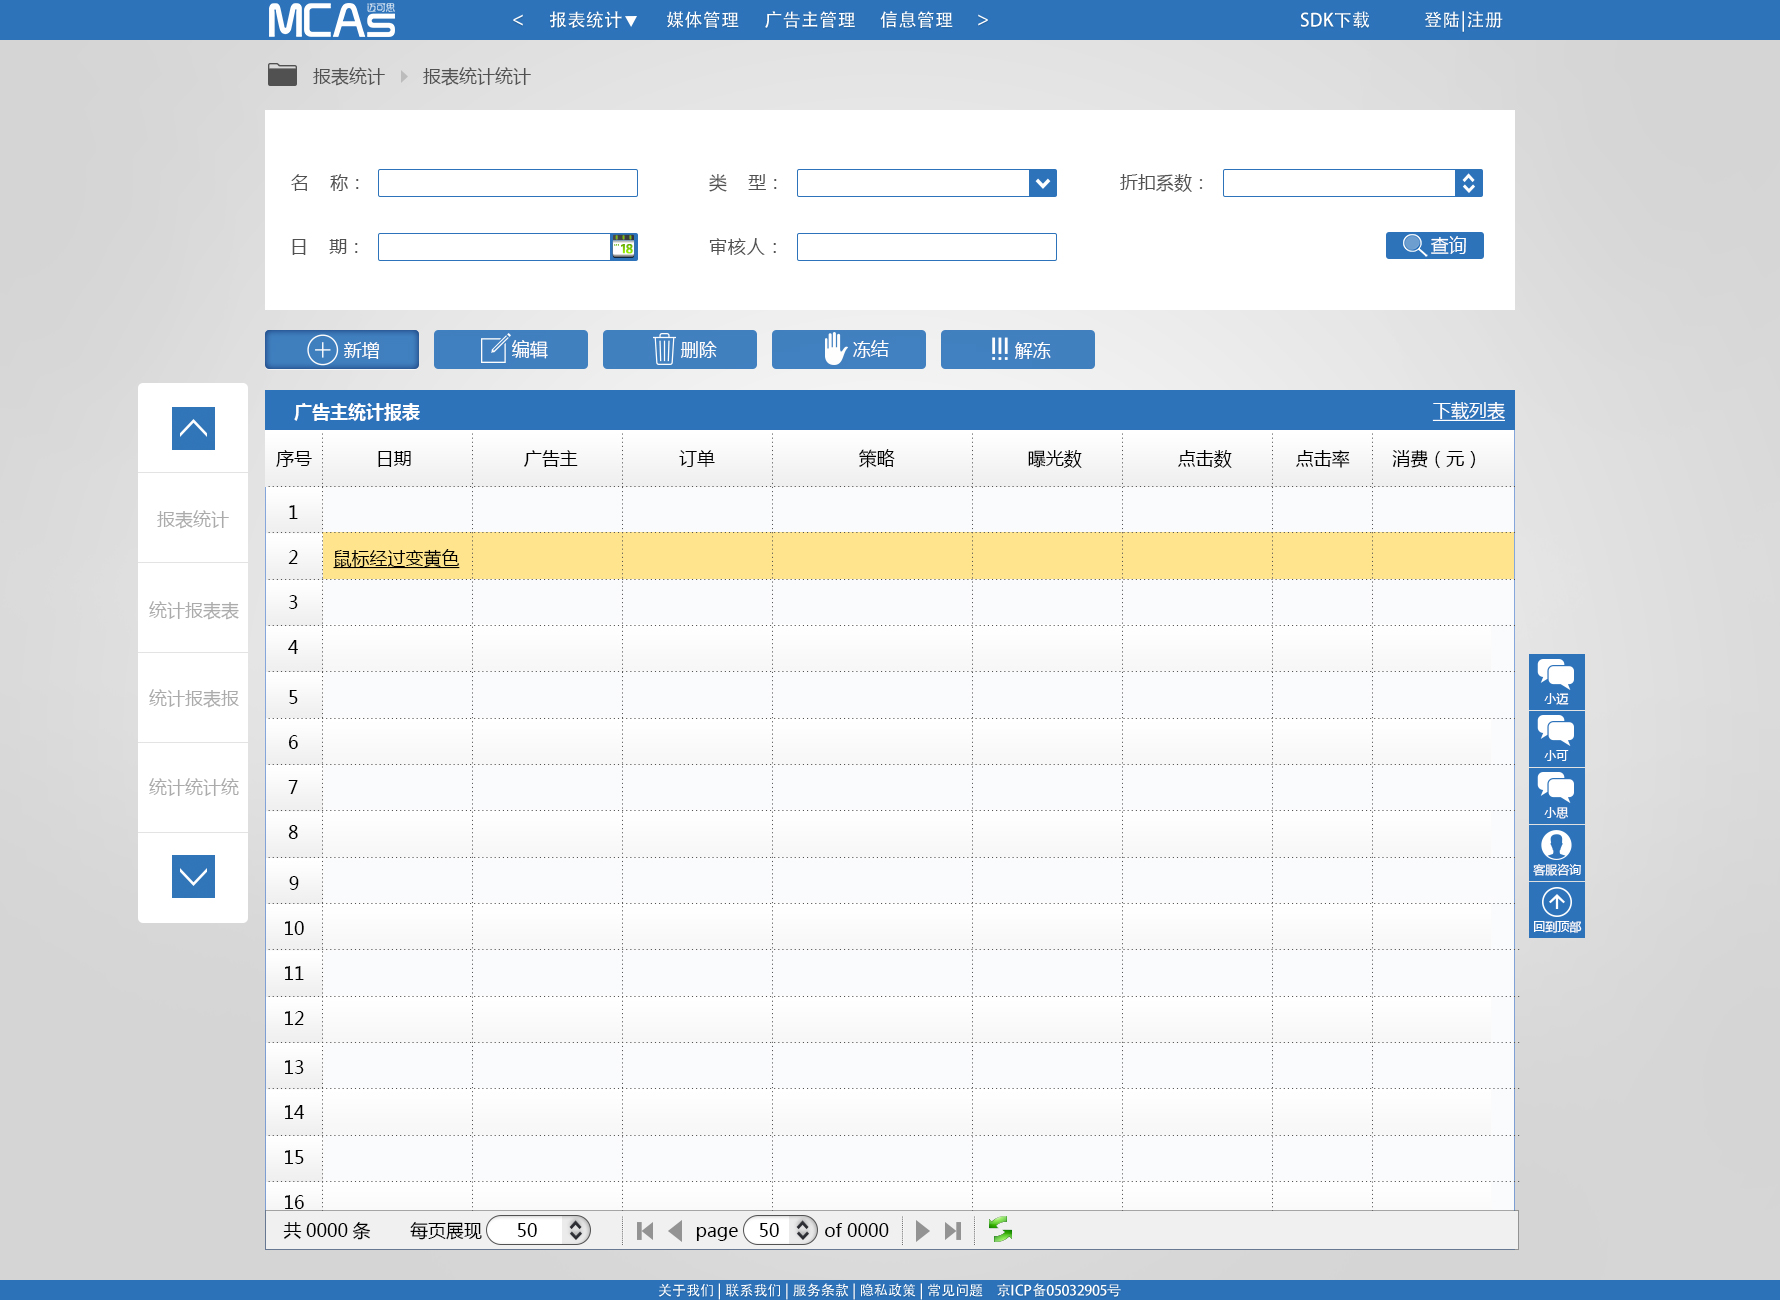 MCAs 迈可思 < 报表统计▼ 媒体管理 广告主管理 信息管理 > SDK下载 登陆|注册
报表统计 报表统计统计
名 称： 类 型： 折扣系数：
日 期： 18 审核人： 查询
新增 编辑 删除 冻结 !!! 解冻
广告主统计报表 下载列表
序号 日期 广告主 订单 策略 曝光数 点击数 点击率 消费（元）
1
2 鼠标经过变黄色
3
4
5
6
7
8
9
10
11
12
13
14
15
16
共 0000 条 每页展现 50 page 50 of 0000
报表统计
统计报表表
统计报表报
统计统计统
小迈
小可
小思
客服咨询
回到顶部
关于我们 | 联系我们 | 服务条款 | 隐私政策 | 常见问题 京ICP备05032905号